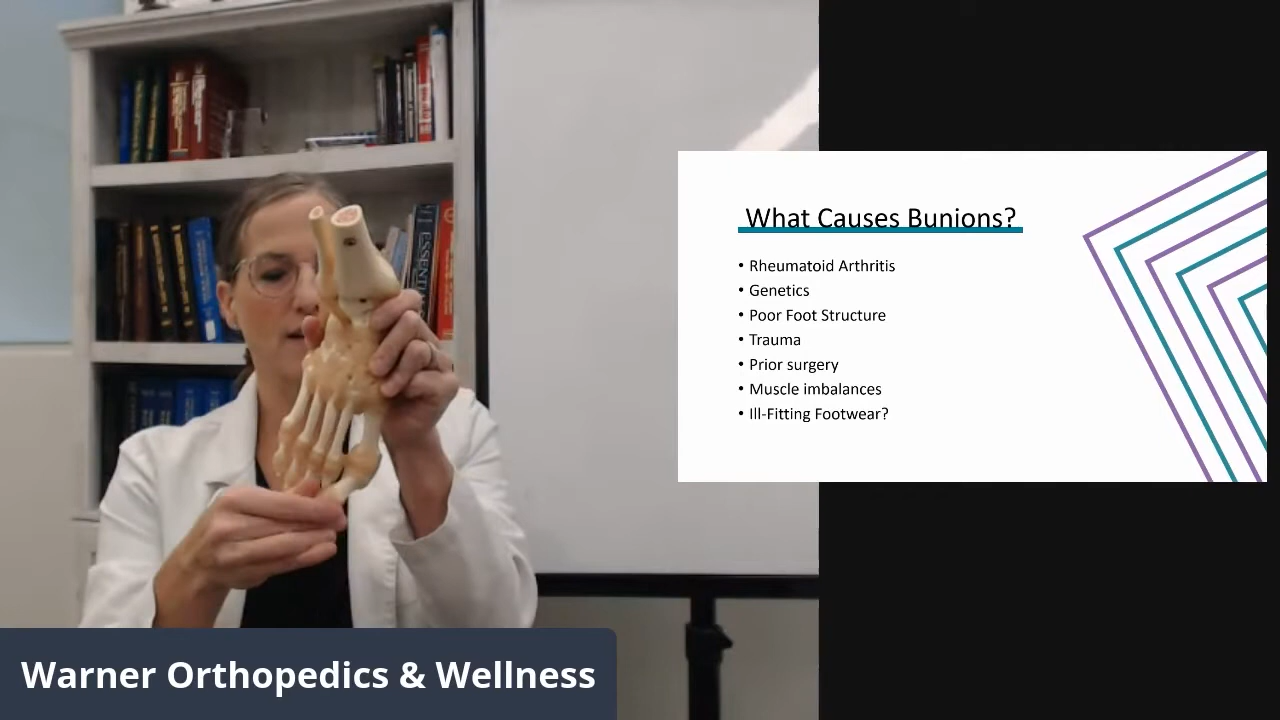 ESSENTI
What Causes Bunions?
• Rheumatoid Arthritis
• Genetics
• Poor Foot Structure
• Trauma
• Prior surgery
• Muscle imbalances
• Ill-Fitting Footwear?
Warner Orthopedics & Wellness